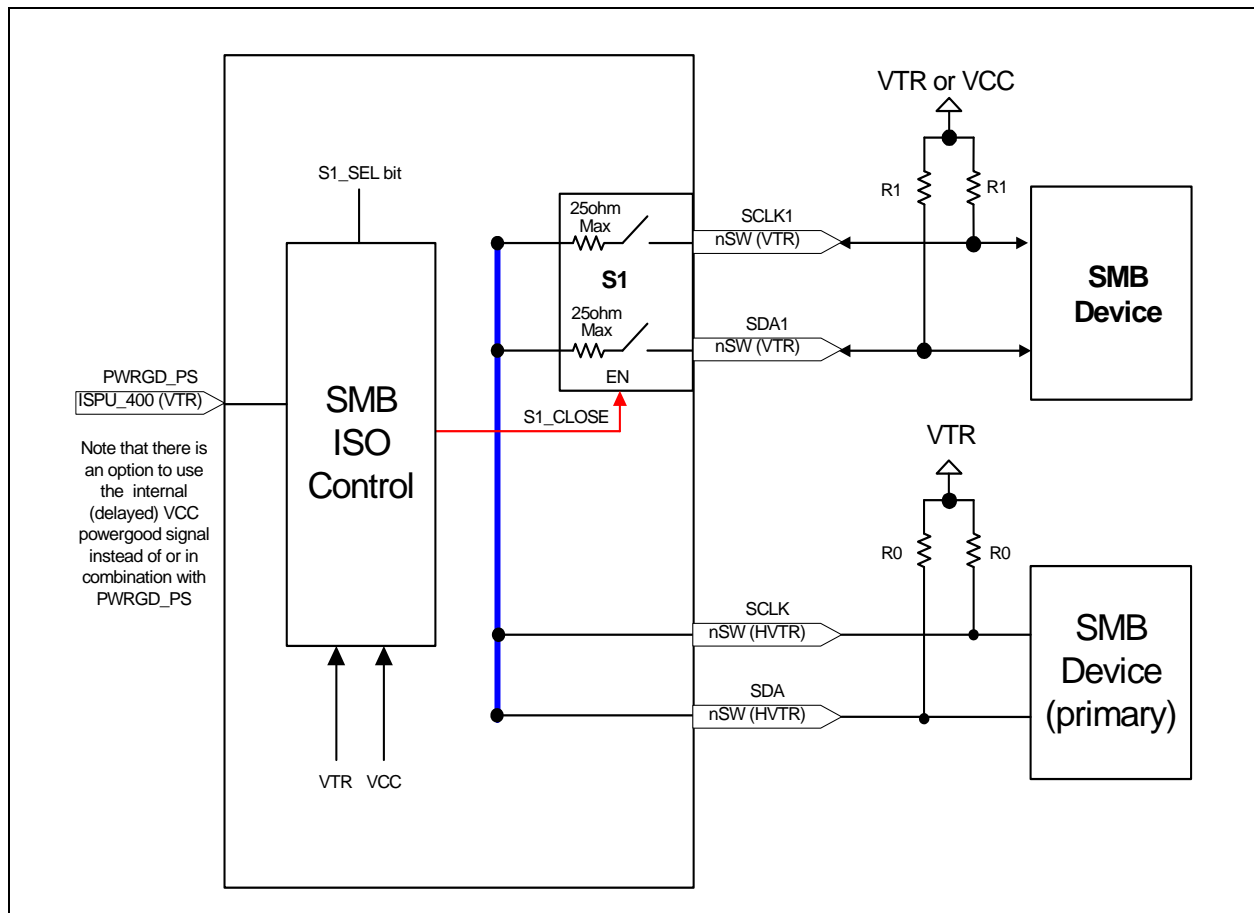 S1_SEL bit
SMB
ISO
Control
PWRGD_PS
ISPU_400 (VTR)
Note that there is
an option to use
the internal
(delayed) VCC
powergood signal
instead of or in
combination with
PWRGD_PS
VTR
VCC
S1_CLOSE
25ohm
Max
S1
25ohm
Max
EN
SCLK1
nSW (VTR)
SDA1
nSW (VTR)
VTR or VCC
R1
R1
SMB
Device
VTR
R0
R0
SCLK
nSW (HVTR)
SDA
nSW (HVTR)
SMB
Device
(primary)